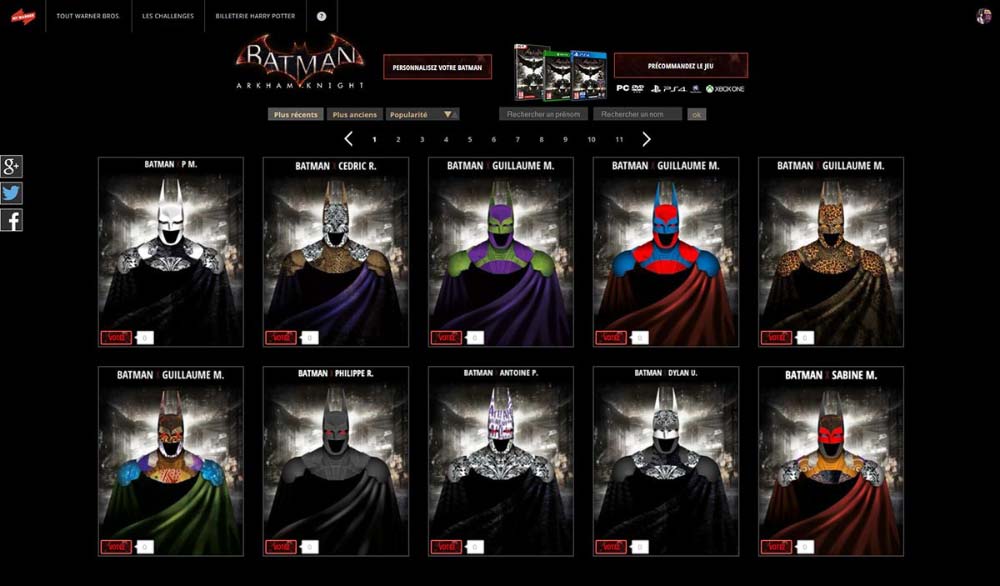 MY WARNER
TOUT WARNER BROS.
LES CHALLENGES
BILLETERIE HARRY POTTER
?
BATMAN
ARKHAM KNIGHT
PERSONNALISEZ VOTRE BATMAN
PRÉCOMMANDEZ LE JEU
PC DVD PS4 XBOX ONE
Plus récents
Plus anciens
Popularité
Rechercher un prénom
Rechercher un nom
ok
1 2 3 4 5 6 7 8 9 10 11
g+
f
BATMAN X P M.
BATMAN X CEDRIC R.
BATMAN X GUILLAUME M.
BATMAN X GUILLAUME M.
BATMAN X GUILLAUME M.
VOTEZ 0
VOTEZ 0
VOTEZ 0
VOTEZ 0
VOTEZ 0
BATMAN X GUILLAUME M.
BATMAN X PHILIPPE R.
BATMAN X ANTOINE P.
BATMAN X DYLAN U.
BATMAN X SABINE M.
VOTEZ 0
VOTEZ 0
VOTEZ 0
VOTEZ 0
VOTEZ 0